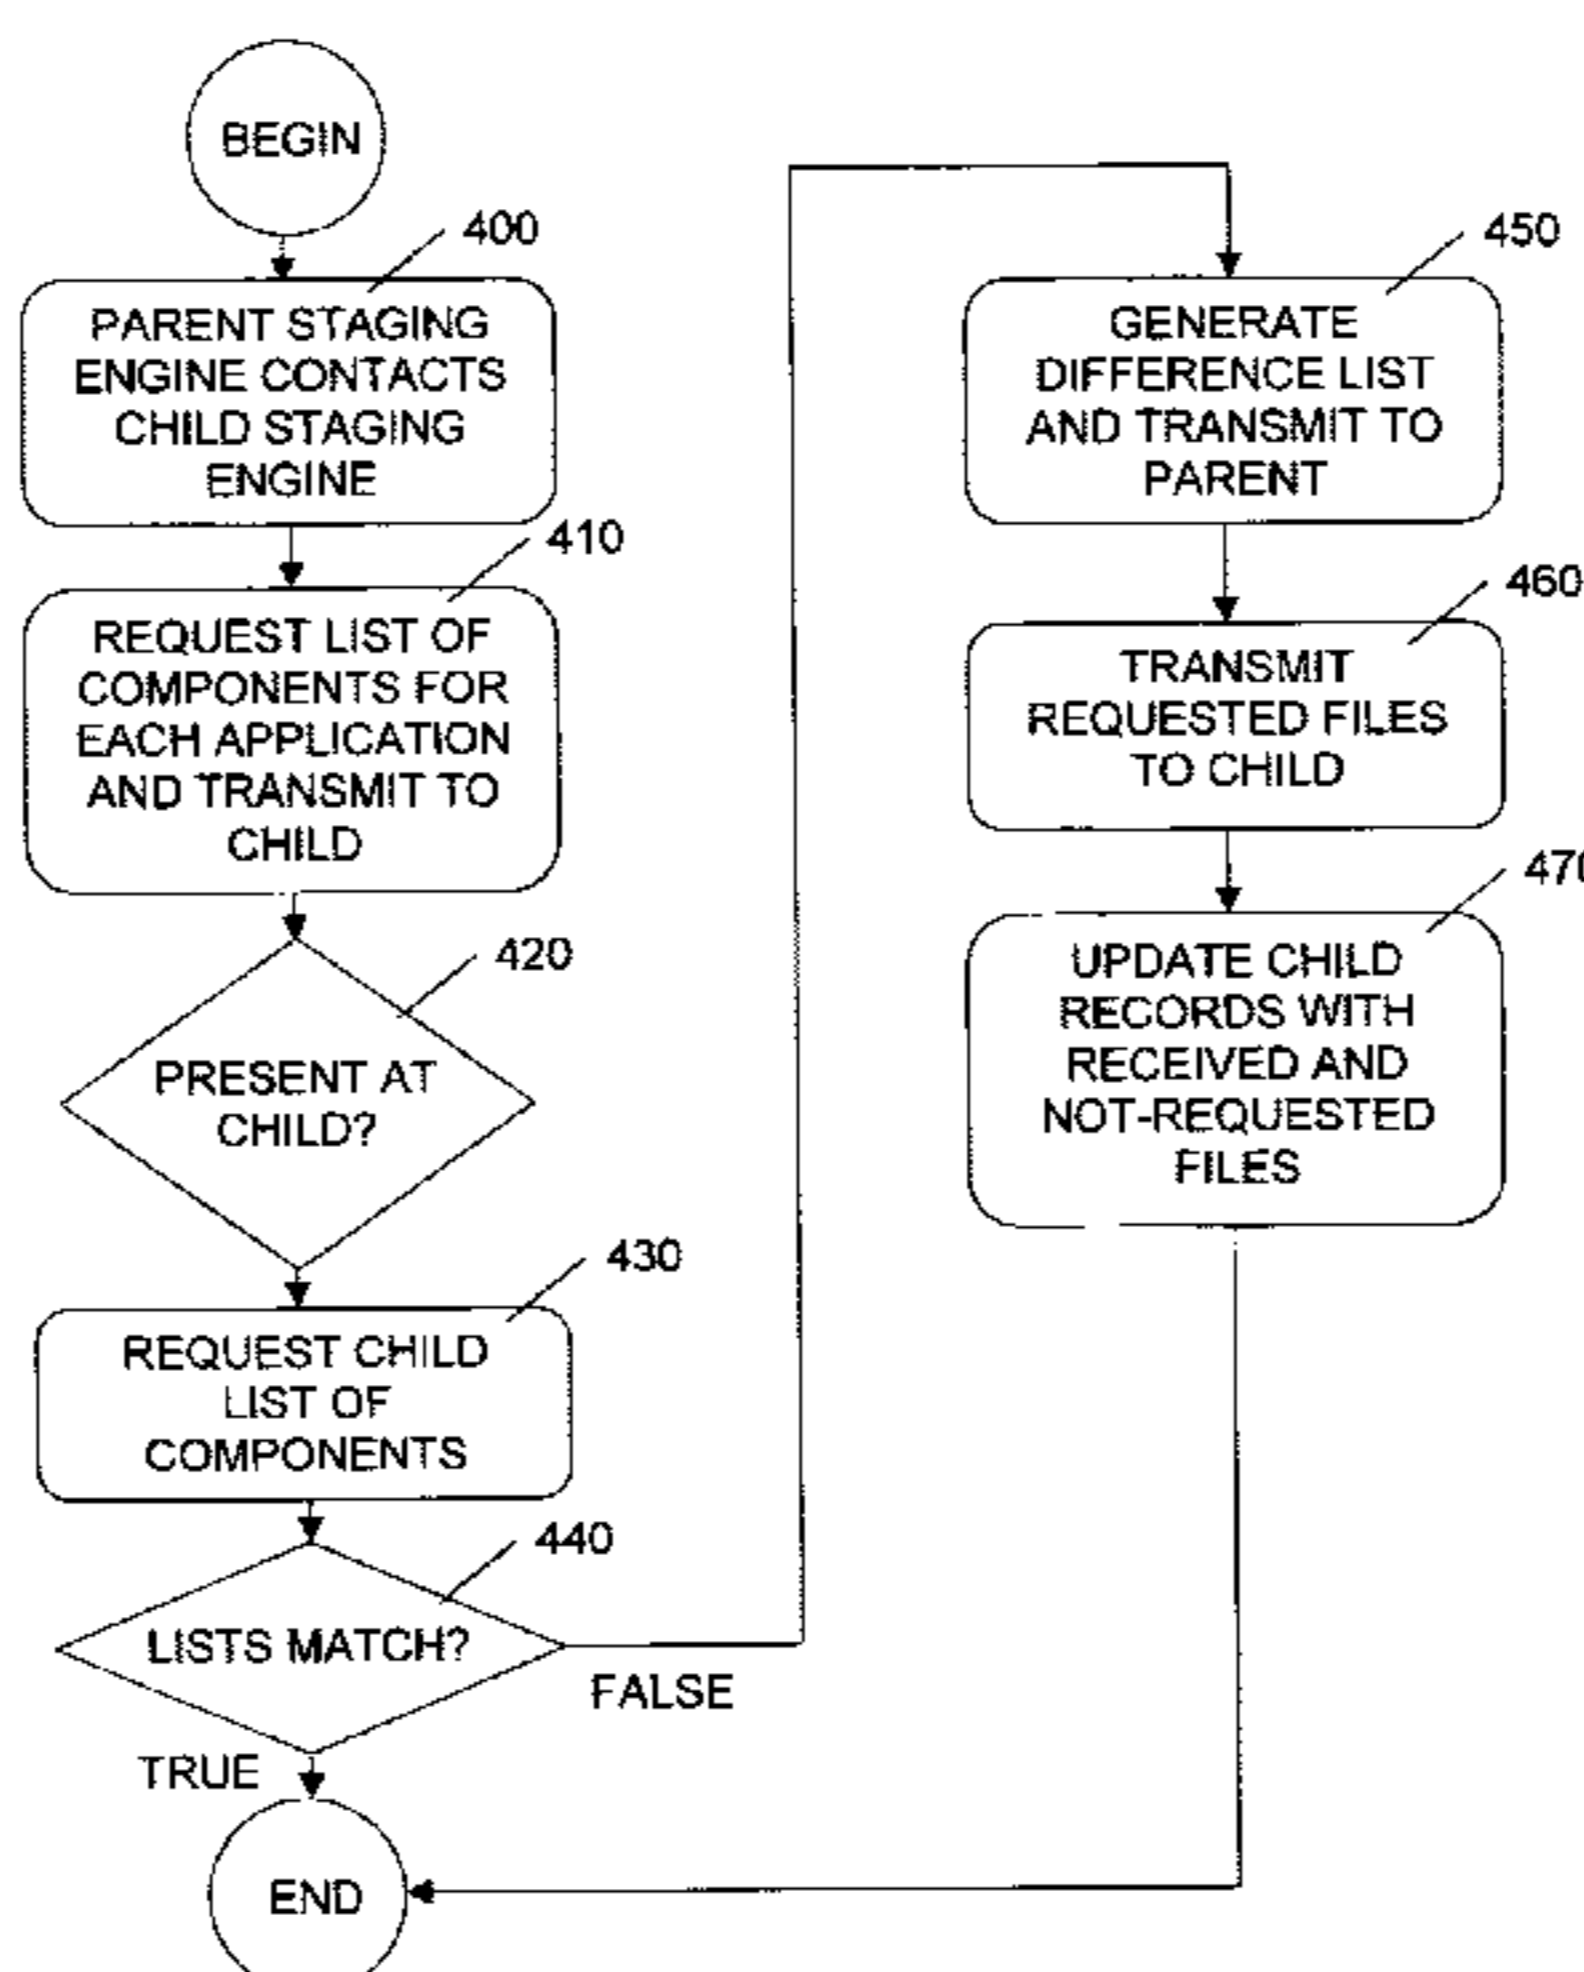 BEGIN
400
PARENT STAGING
ENGINE CONTACTS
CHILD STAGING
ENGINE
410
REQUEST LIST OF
COMPONENTS FOR
EACH APPLICATION
AND TRANSMIT TO
CHILD
420
PRESENT AT
CHILD?
430
REQUEST CHILD
LIST OF
COMPONENTS
440
LISTS MATCH?
FALSE
TRUE
END
450
GENERATE
DIFFERENCE LIST
AND TRANSMIT TO
PARENT
460
TRANSMIT
REQUESTED FILES
TO CHILD
470
UPDATE CHILD
RECORDS WITH
RECEIVED AND
NOT-REQUESTED
FILES